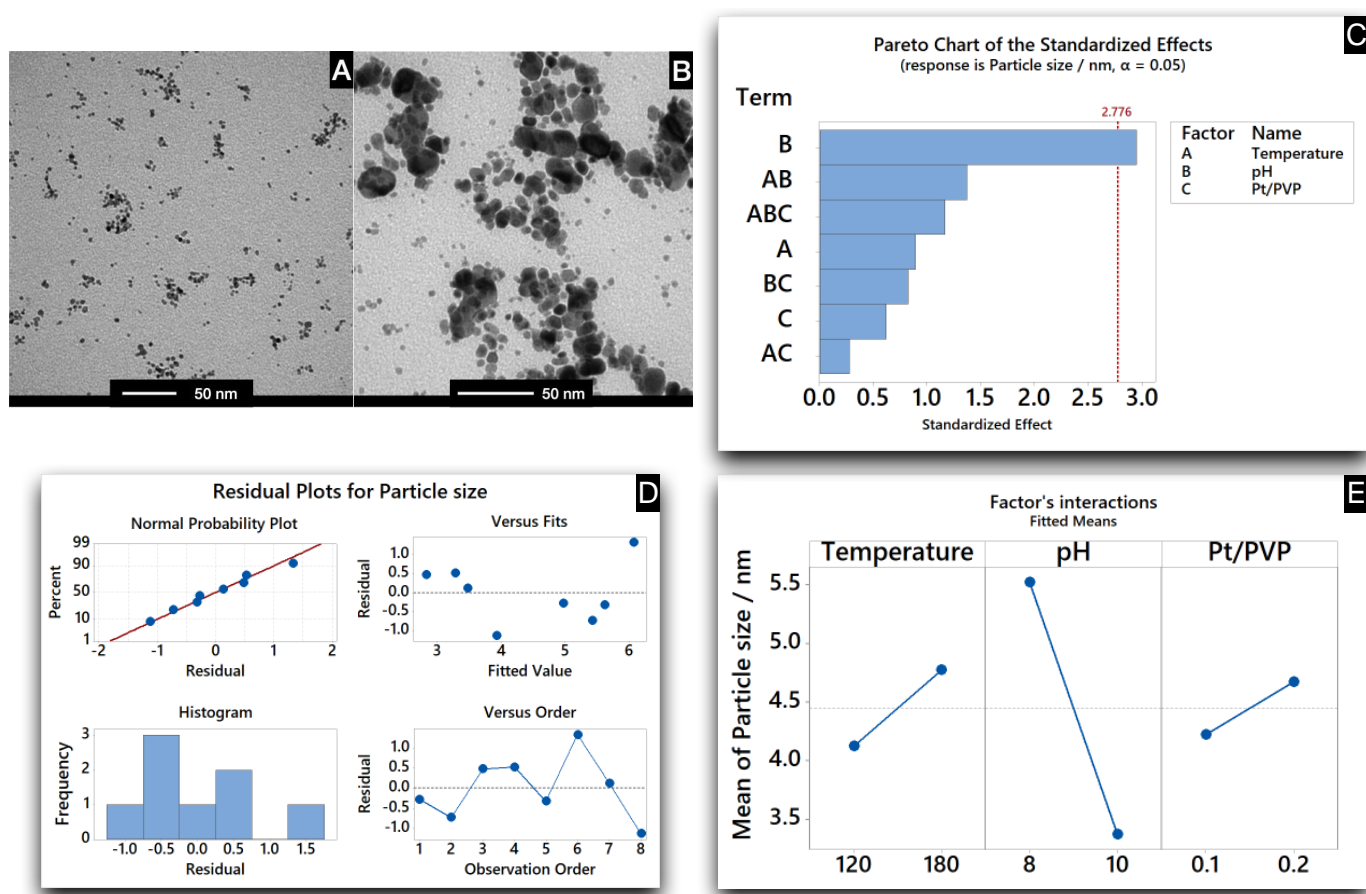 A
50 nm
B
50 nm
C
Pareto Chart of the Standardized Effects
(response is Particle size / nm, α = 0.05)
Term
2.776
B
AB
ABC
A
BC
C
AC
0.0 0.5 1.0 1.5 2.0 2.5 3.0
Standardized Effect
Factor Name
A Temperature
B pH
C Pt/PVP
D
Residual Plots for Particle size
Normal Probability Plot
Percent
99
90
50
10
1
-2 -1 0 1 2
Residual
Versus Fits
Residual
1.0
0.5
0.0
-0.5
-1.0
3 4 5 6
Fitted Value
Histogram
Frequency
3
2
1
0
-1.0 -0.5 0.0 0.5 1.0 1.5
Residual
Versus Order
Residual
1.0
0.5
0.0
-0.5
-1.0
1 2 3 4 5 6 7 8
Observation Order
E
Factor's interactions
Fitted Means
Temperature pH Pt/PVP
Mean of Particle size / nm
5.5
5.0
4.5
4.0
3.5
120 180 8 10 0.1 0.2